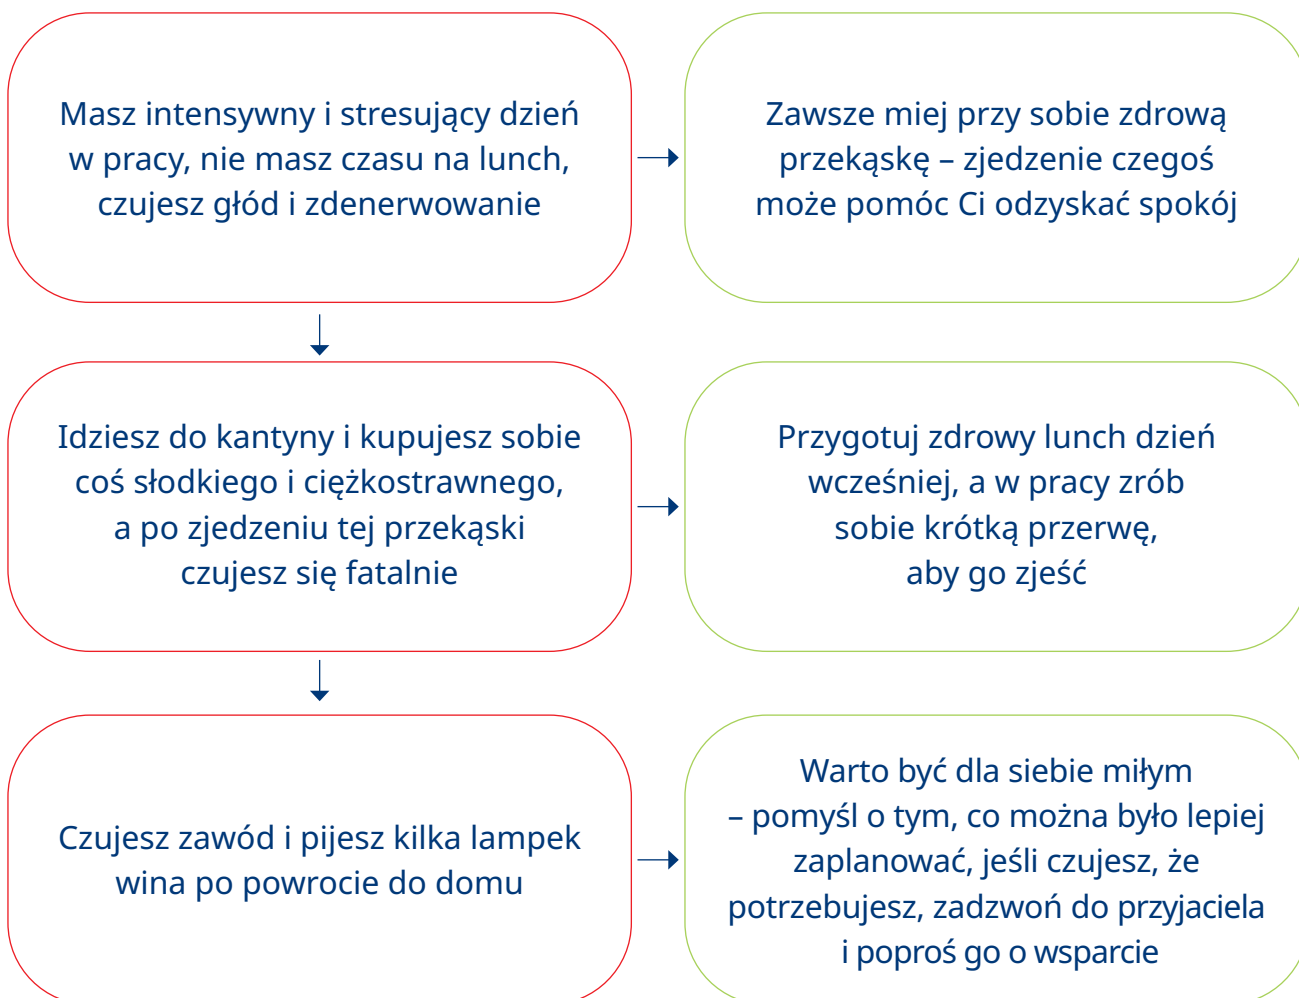 Masz intensywny i stresujący dzień
w pracy, nie masz czasu na lunch,
czujesz głód i zdenerwowanie
Zawsze miej przy sobie zdrową
przekąskę – zjedzenie czegoś
może pomóc Ci odzyskać spokój
Idziesz do kantyny i kupujesz sobie
coś słodkiego i ciężkostrawnego,
a po zjedzeniu tej przekąski
czujesz się fatalnie
Przygotuj zdrowy lunch dzień
wcześniej, a w pracy zrób
sobie krótką przerwę,
aby go zjeść
Czujesz zawód i pijesz kilka lampek
wina po powrocie do domu
Warto być dla siebie miłym
– pomyśl o tym, co można było lepiej
zaplanować, jeśli czujesz, że
potrzebujesz, zadzwoń do przyjaciela
i poproś go o wsparcie